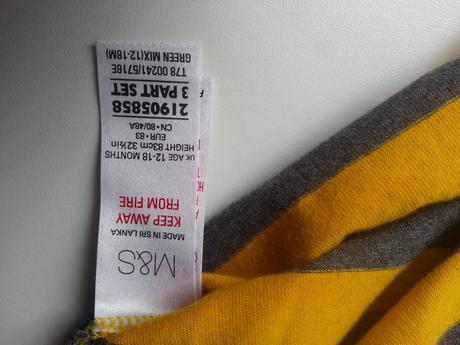 M&S
MADE IN SRI LANKA
KEEP AWAY
FROM FIRE
UK AGE 12-18 MONTHS
HEIGHT 83cm 32½in
EUR • 83
CN • 80/48A
21905858
3 PART SET
T78 00241/5716E
GREEN MIX(12-18M)